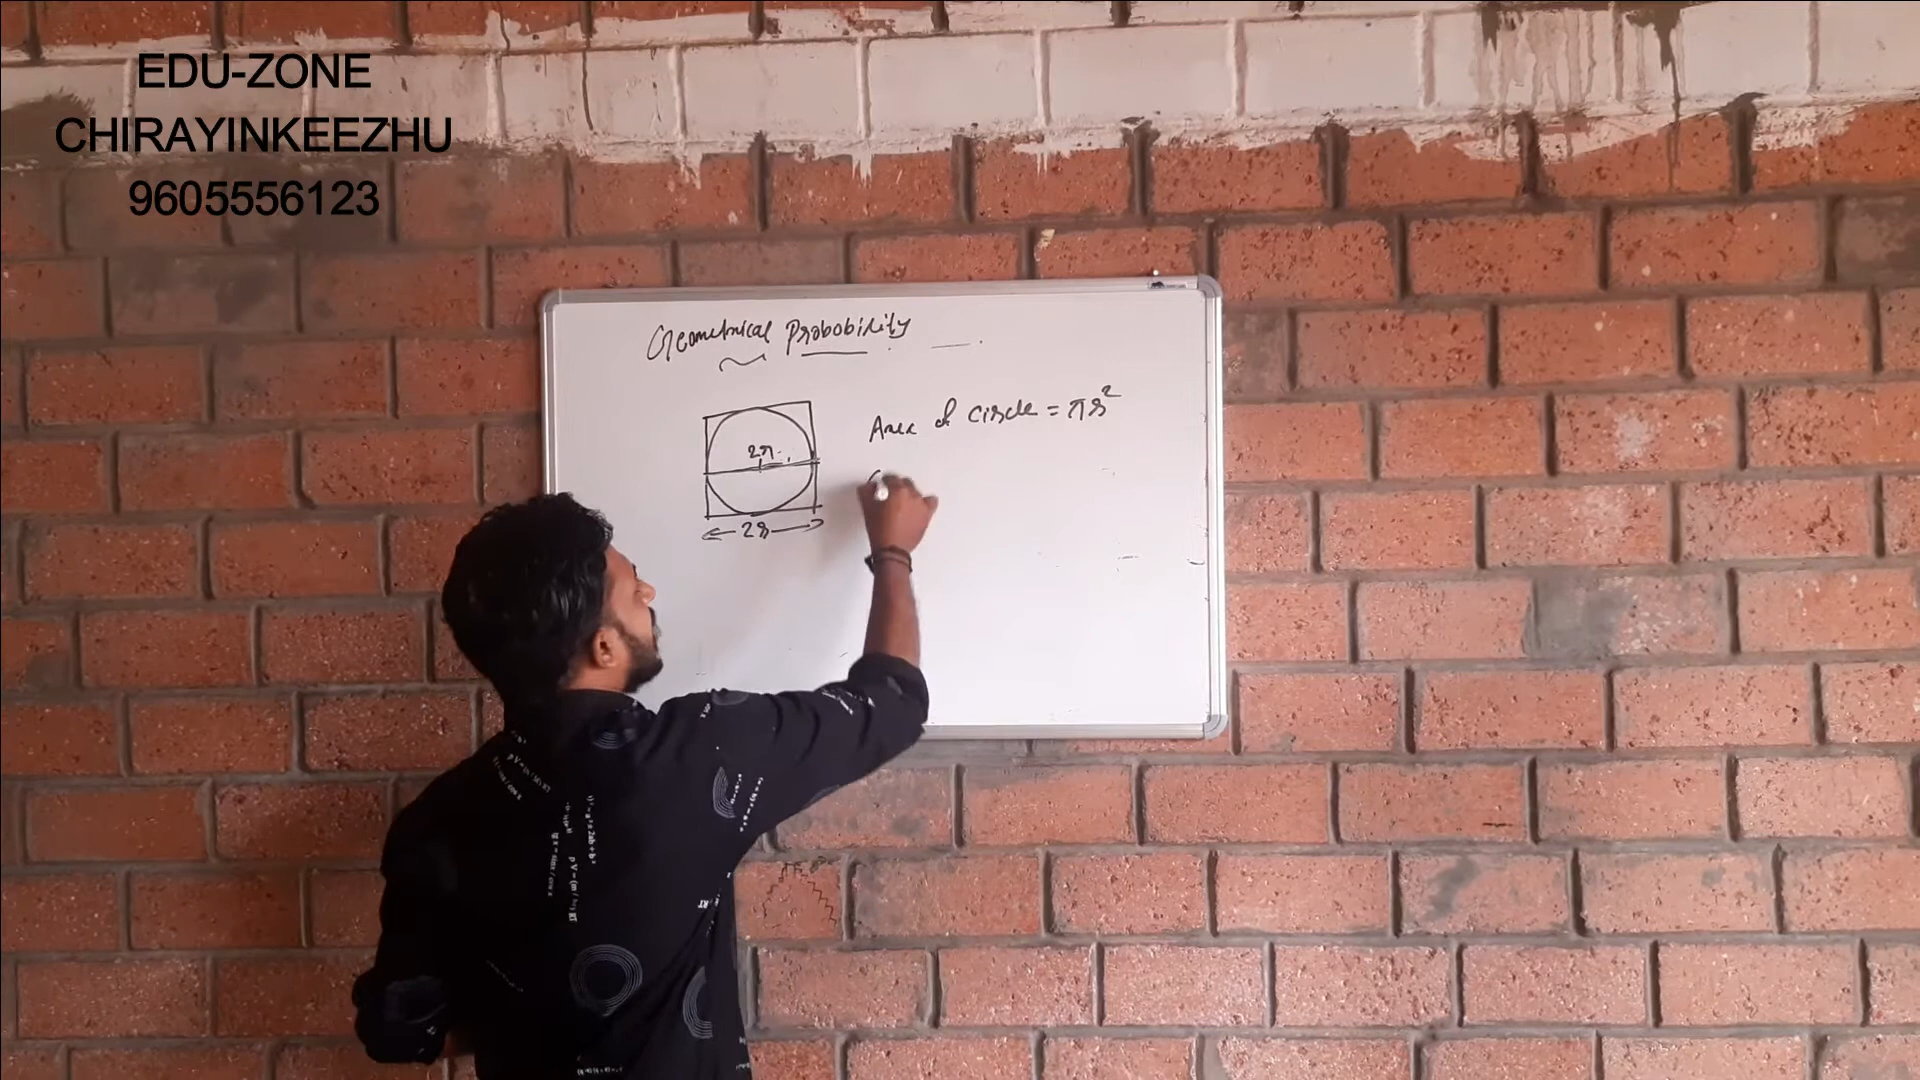 EDU-ZONE
CHIRAYINKEEZHU
9605556123
Geometrical Probability
Area of circle = πr²
2r
2r